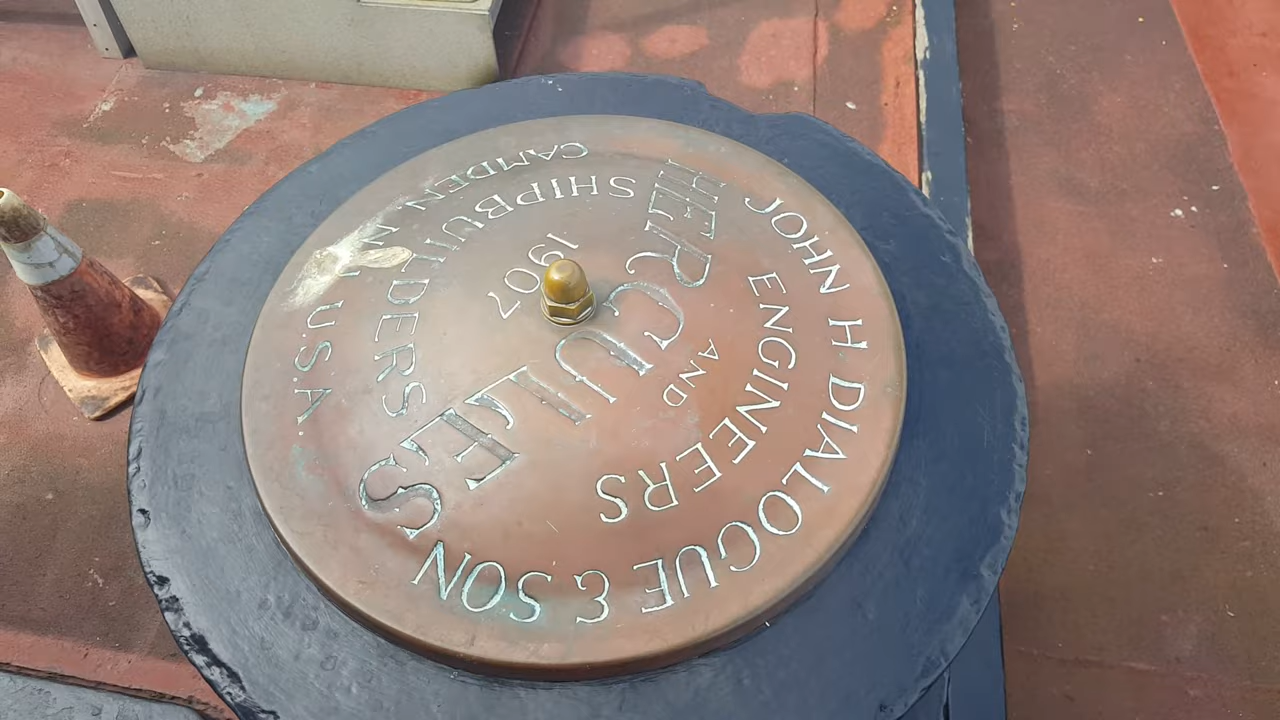 JOHN H DIALOGUE & SON
ENGINEERS
AND
HERCULES
1907
SHIPBUILDERS
CAMDEN N J U.S.A.